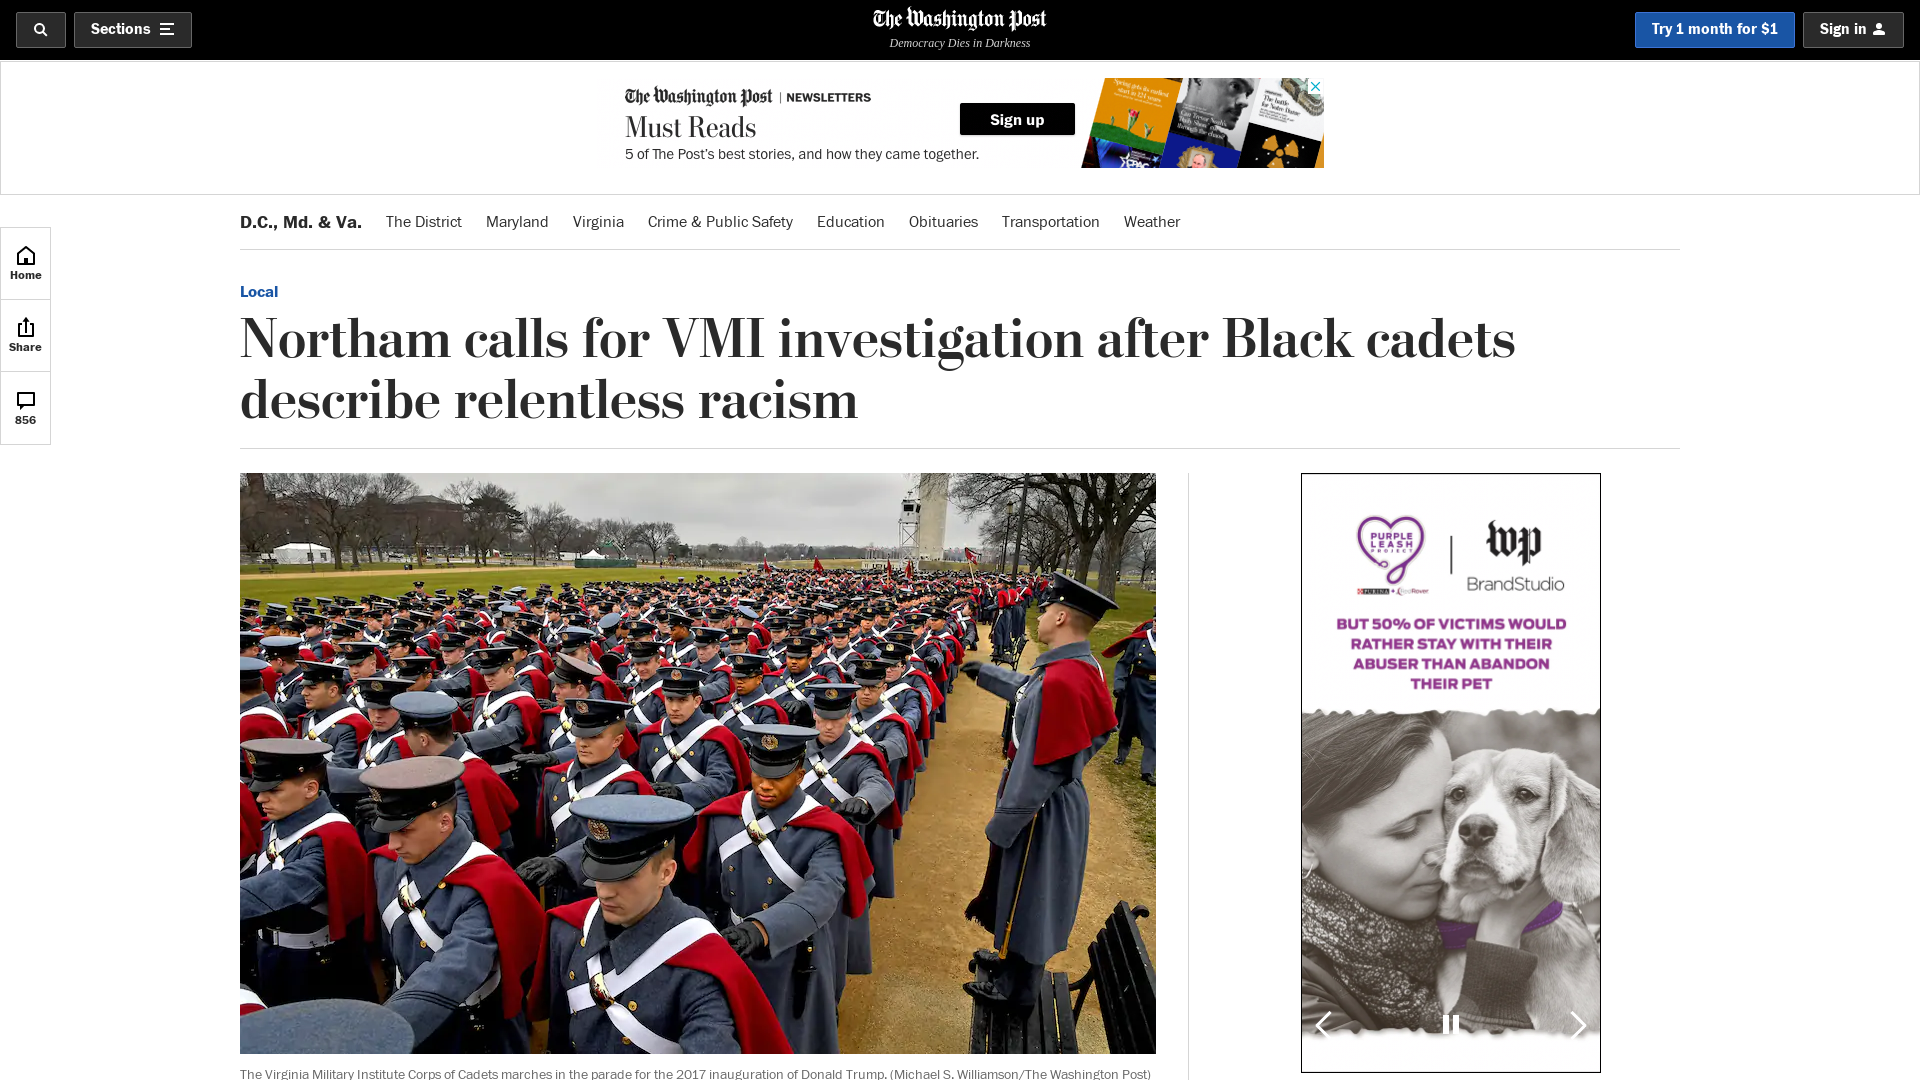 Sections
The Washington Post
Democracy Dies in Darkness
Try 1 month for $1
Sign in
The Washington Post | NEWSLETTERS
Must Reads
5 of The Post’s best stories, and how they came together.
Sign up
D.C., Md. & Va.
The District
Maryland
Virginia
Crime & Public Safety
Education
Obituaries
Transportation
Weather
Home
Share
856
Local
Northam calls for VMI investigation after Black cadets
describe relentless racism
PURPLE
LEASH
PROJECT
PURINA + RedRover
wp
BrandStudio
BUT 50% OF VICTIMS WOULD
RATHER STAY WITH THEIR
ABUSER THAN ABANDON
THEIR PET
The Virginia Military Institute Corps of Cadets marches in the parade for the 2017 inauguration of Donald Trump. (Michael S. Williamson/The Washington Post)